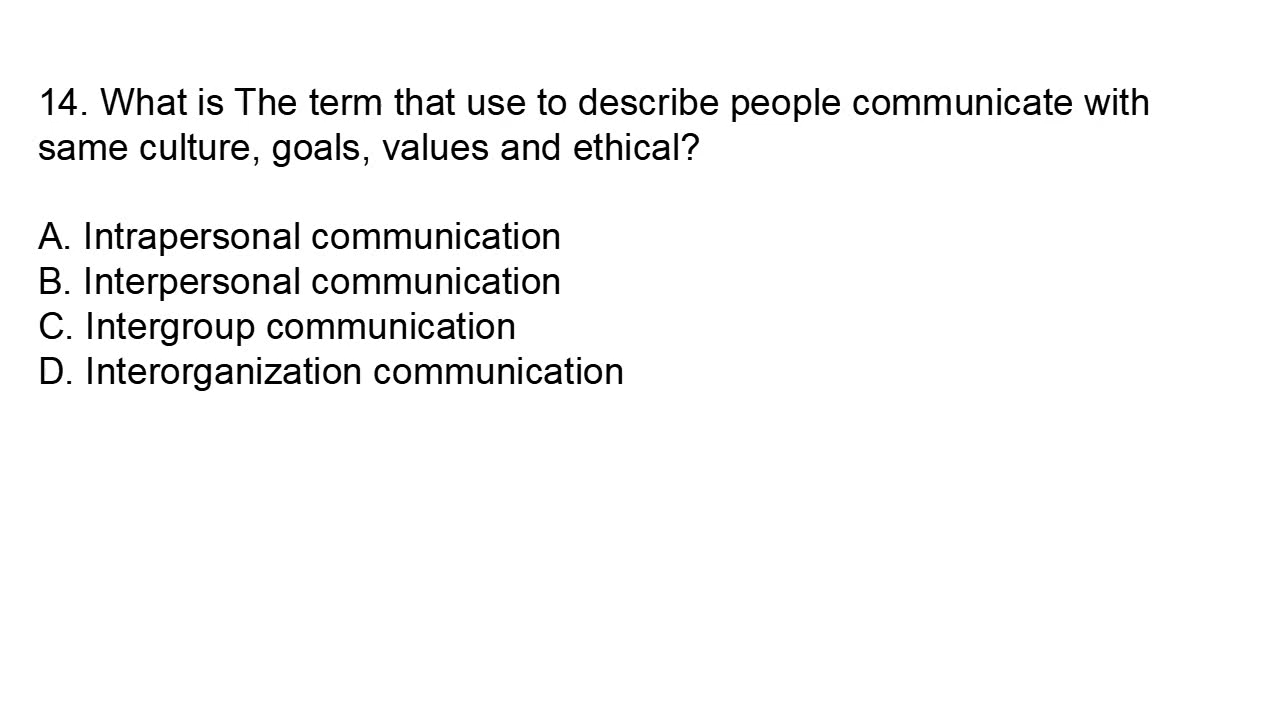 14. What is The term that use to describe people communicate with
same culture, goals, values and ethical?
A. Intrapersonal communication
B. Interpersonal communication
C. Intergroup communication
D. Interorganization communication